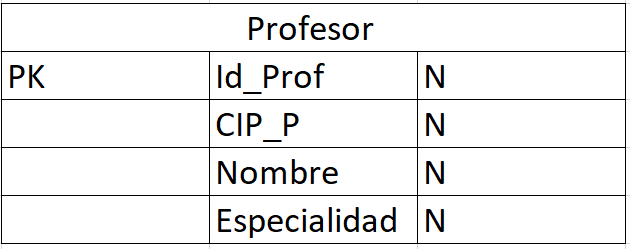 Profesor
PK Id_Prof N
CIP_P N
Nombre N
Especialidad N